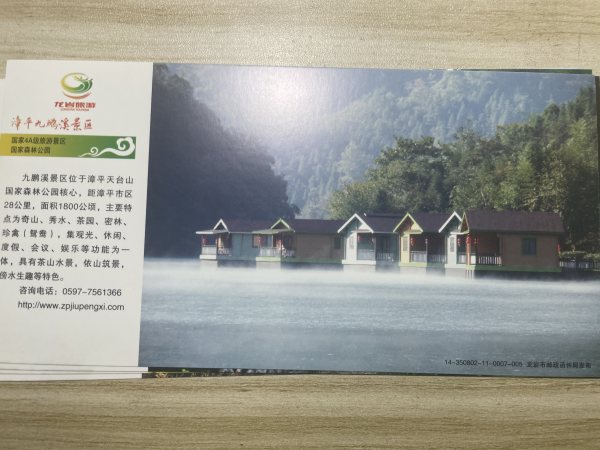 龙岩旅游
漳平九鹏溪景区
国家4A级旅游景区
国家森林公园
九鹏溪景区位于漳平天台山
国家森林公园核心，距漳平市区
28公里，面积1800公顷，主要特
点为奇山、秀水、茶园、密林、
珍禽（鸳鸯），集观光、休闲、
度假、会议、娱乐等功能为一
体，具有茶山水景，依山筑景，
傍水生趣等特色。
咨询电话：0597-7561366
http://www.zpjiupengxi.com
14-350802-11-0007-005 龙岩市邮政函件局发布